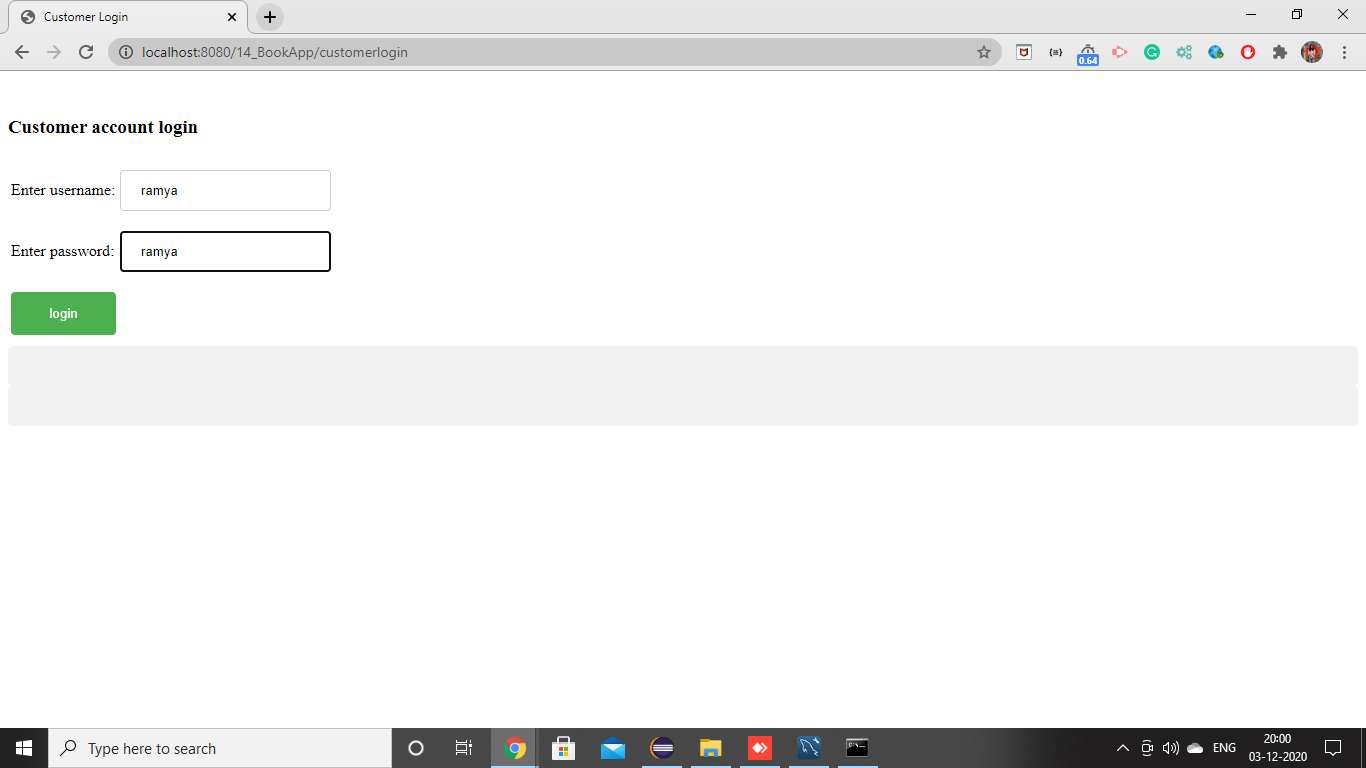 Customer Login
localhost:8080/14_BookApp/customerlogin
0.64
Customer account login
Enter username: ramya
Enter password: ramya
login
Type here to search
ENG
20:00
03-12-2020